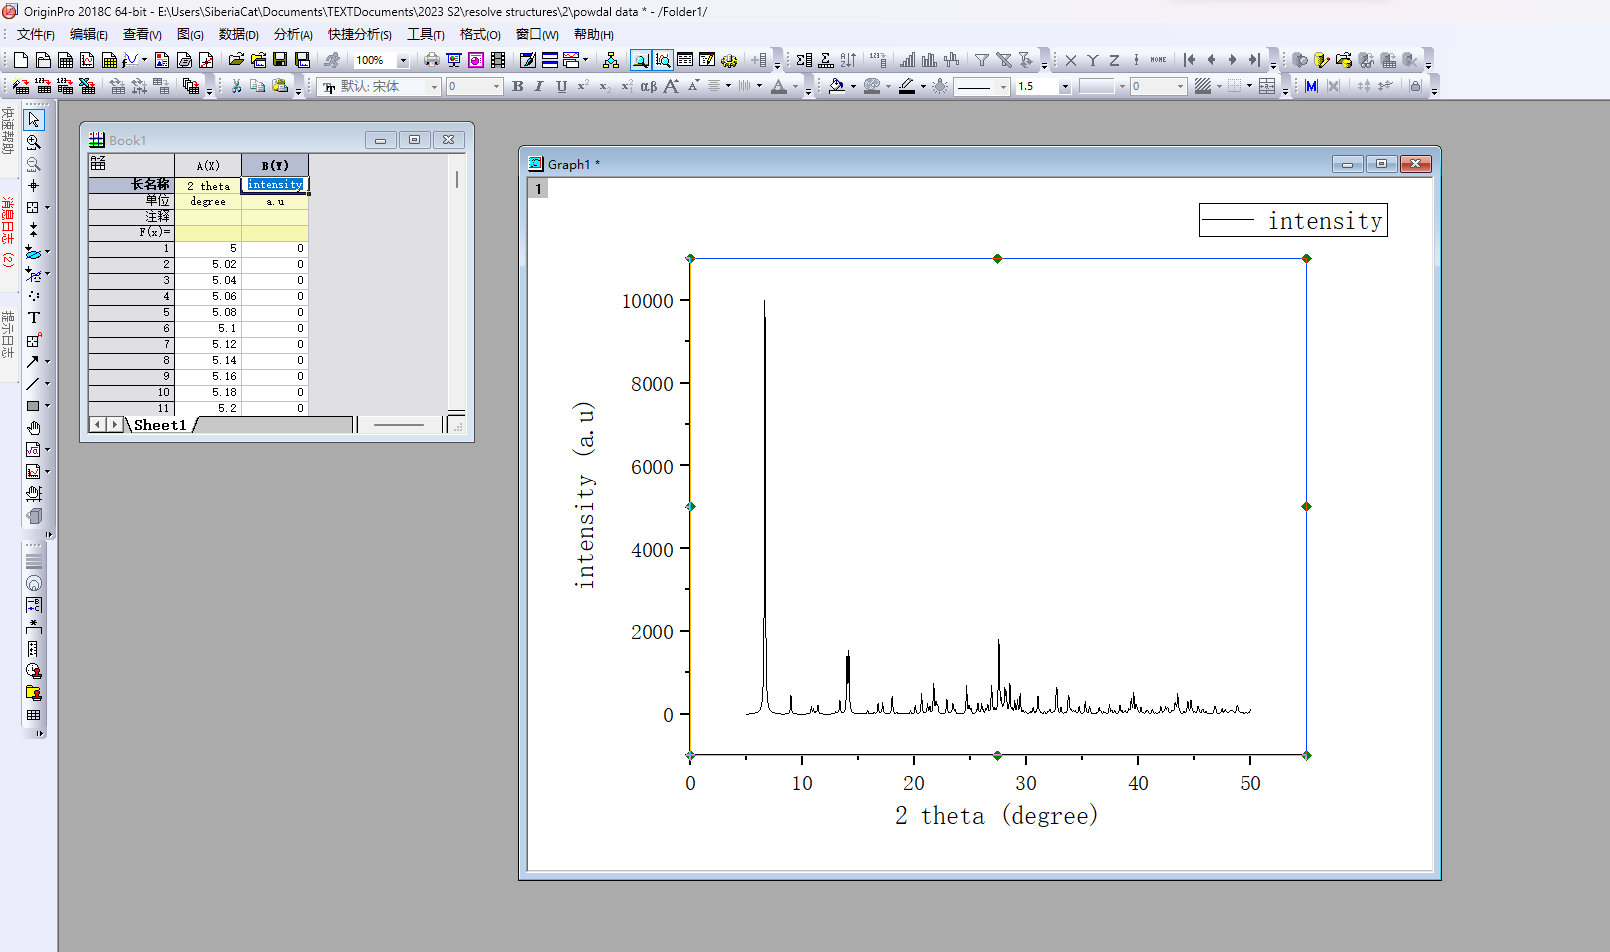 OriginPro 2018C 64-bit - E:\Users\SiberiaCat\Documents\TEXTDocuments\2023 S2\resolve structures\2\powdal data * - /Folder1/
文件(F) 编辑(E) 查看(V) 图(G) 数据(D) 分析(A) 快捷分析(S) 工具(T) 格式(O) 窗口(W) 帮助(H)
100%
默认: 宋体 0 B I U αβ A A 1.5 0
快速帮助
消息日志 (2)
提示日志
Book1
A(X) B(Y)
长名称 2 theta intensity
单位 degree a.u
注释
F(x)=
1 5 0
2 5.02 0
3 5.04 0
4 5.06 0
5 5.08 0
6 5.1 0
7 5.12 0
8 5.14 0
9 5.16 0
10 5.18 0
11 5.2 0
Sheet1
Graph1 *
1
intensity
10000
8000
6000
4000
2000
0
intensity (a.u)
0 10 20 30 40 50
2 theta (degree)